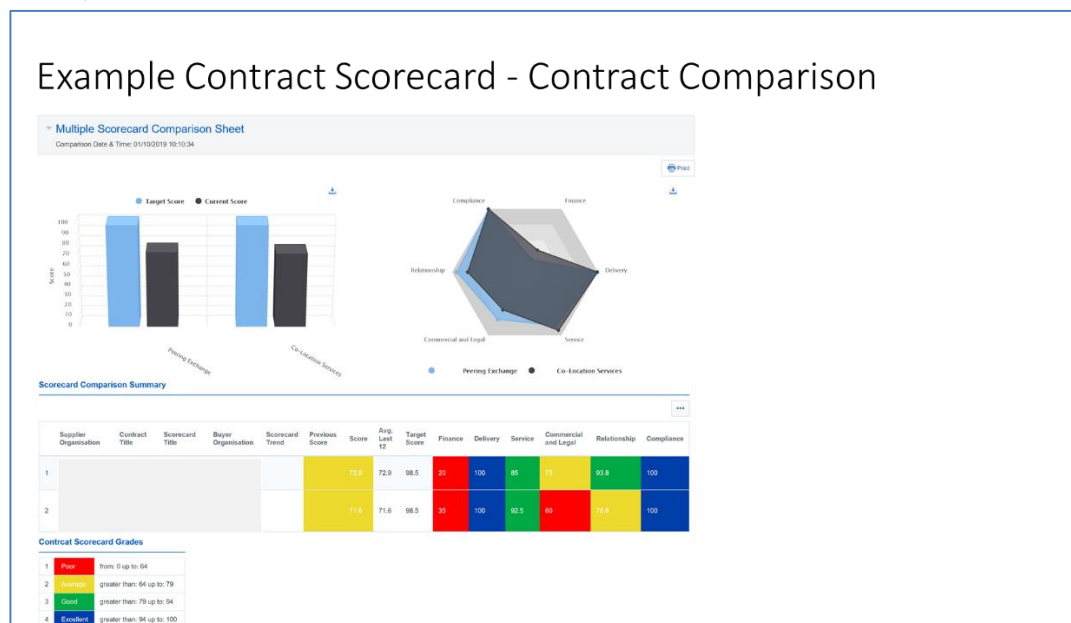 Example Contract Scorecard - Contract Comparison
Multiple Scorecard Comparison Sheet
Comparison Date & Time: 01/10/2019 10:10:34
Print
Target Score Current Score
100
90
80
70
60
50
40
30
20
10
0
Score
Peering Exchange
Co-Location Services
Compliance Finance
Relationship Delivery
Commercial and Legal Service
Peering Exchange Co-Location Services
Scorecard Comparison Summary
Supplier Organisation Contract Title Scorecard Title Buyer Organisation Scorecard Trend Previous Score Score Avg. Last 12 Target Score Finance Delivery Service Commercial and Legal Relationship Compliance
1 72.9 98.5 20 100 85 93.8 100
2 71.6 71.6 98.5 35 100 92.5 60 100
Contrcat Scorecard Grades
1 Poor from: 0 up to: 64
2 Average greater than: 64 up to: 79
3 Good greater than: 79 up to: 94
4 Excellent greater than: 94 up to: 100